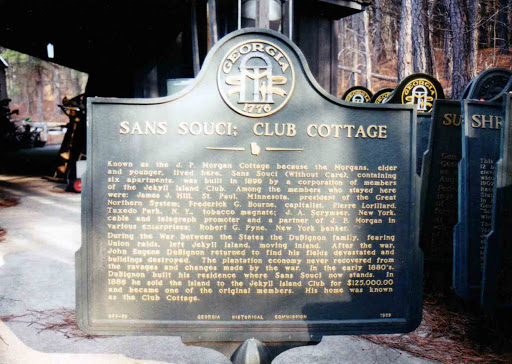 GEORGIA
1776
SANS SOUCI; CLUB COTTAGE
Known as the J. P. Morgan Cottage because the Morgans, elder
and younger, lived here, Sans Souci (Without Care), containing
six apartments, was built in 1899 by a corporation of members
of the Jekyll Island Club. Among the members who stayed here
were: James J. Hill, St. Paul, Minnesota, president of the Great
Northern System; Frederick G. Bourne, capitalist, Pierre Lorillard,
Tuxedo Park, N. Y., tobacco magnate; J. A. Scrymser, New York,
cable and telegraph promoter and a partner of J. P. Morgan in
various enterprises; Robert G. Pyne, New York banker.
During the War Between the States the DuBignon family, fearing
Union raids, left Jekyll Island, moving inland. After the war,
John Eugene DuBignon returned to find his fields devastated and
buildings destroyed. The plantation economy never recovered from
the ravages and changes made by the war. In the early 1880's,
DuBignon built his residence where Sans Souci now stands. In
1886 he sold the island to the Jekyll Island Club for $125,000.00
and became one of the original members. His home was known
as the Club Cottage.
GEORGIA HISTORICAL COMMISSION
SU
SHR